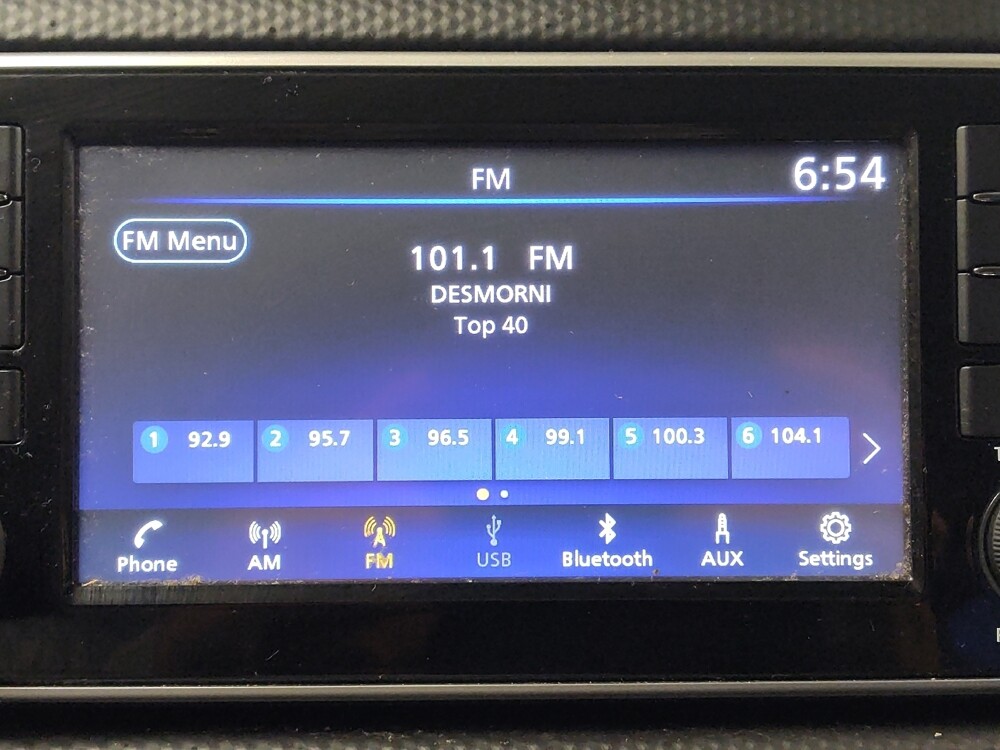 FM
6:54
FM Menu
101.1 FM
DESMORNI
Top 40
1 92.9
2 95.7
3 96.5
4 99.1
5 100.3
6 104.1
Phone
AM
FM
USB
Bluetooth
AUX
Settings